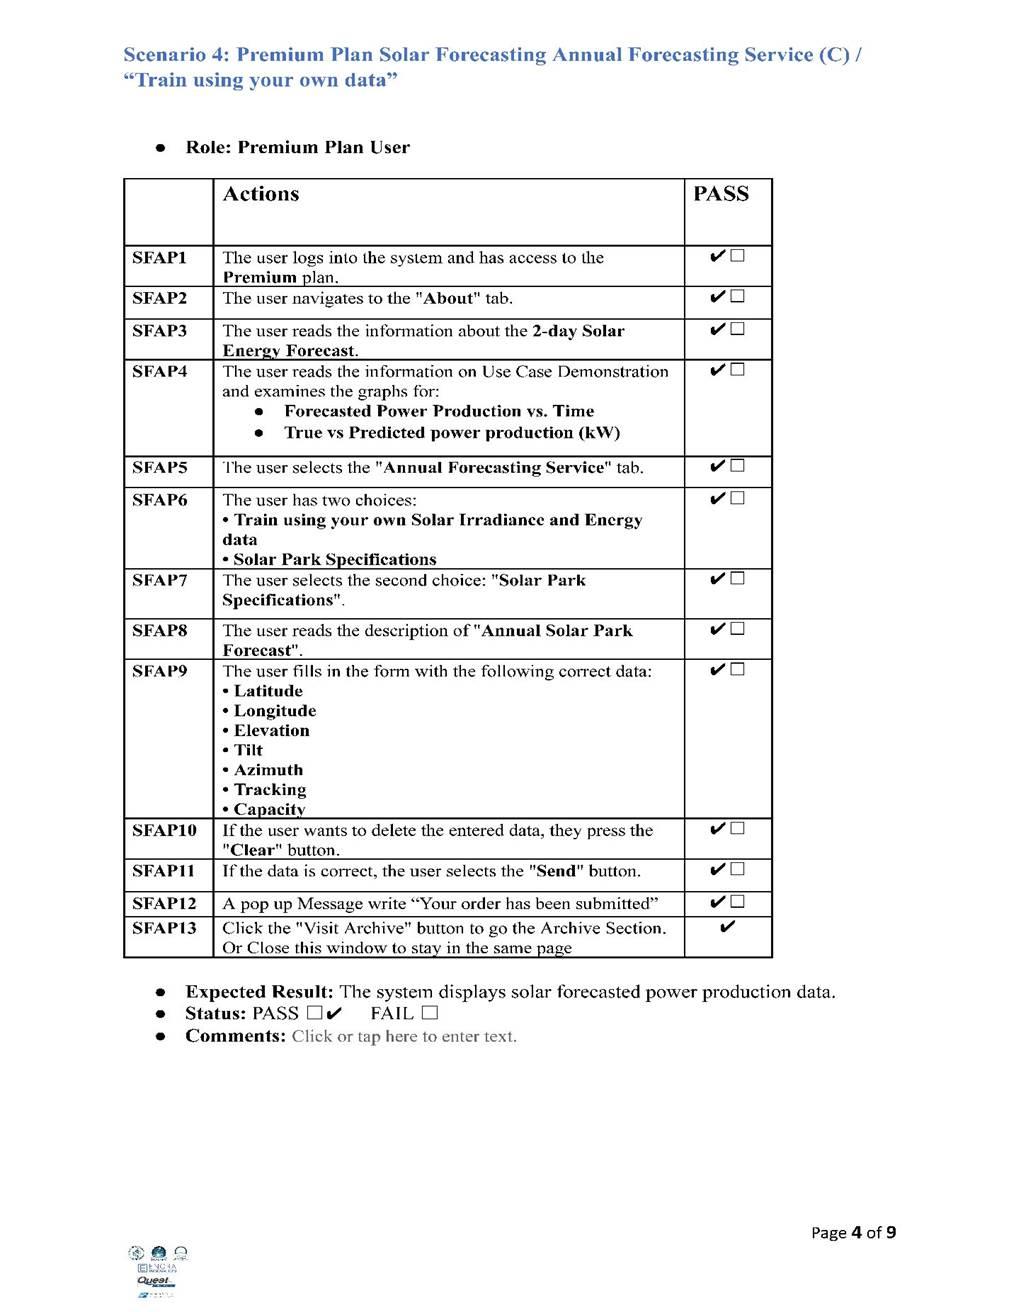 Scenario 4: Premium Plan Solar Forecasting Annual Forecasting Service (C) /
“Train using your own data”
● Role: Premium Plan User
Actions PASS
SFAP1 The user logs into the system and has access to the ✔☐
Premium plan.
SFAP2 The user navigates to the "About" tab. ✔☐
SFAP3 The user reads the information about the 2-day Solar ✔☐
Energy Forecast.
SFAP4 The user reads the information on Use Case Demonstration ✔☐
and examines the graphs for:
● Forecasted Power Production vs. Time
● True vs Predicted power production (kW)
SFAP5 The user selects the "Annual Forecasting Service" tab. ✔☐
SFAP6 The user has two choices: ✔☐
• Train using your own Solar Irradiance and Energy
data
• Solar Park Specifications
SFAP7 The user selects the second choice: "Solar Park ✔☐
Specifications".
SFAP8 The user reads the description of "Annual Solar Park ✔☐
Forecast".
SFAP9 The user fills in the form with the following correct data: ✔☐
• Latitude
• Longitude
• Elevation
• Tilt
• Azimuth
• Tracking
• Capacity
SFAP10 If the user wants to delete the entered data, they press the ✔☐
"Clear" button.
SFAP11 If the data is correct, the user selects the "Send" button. ✔☐
SFAP12 A pop up Message write “Your order has been submitted” ✔☐
SFAP13 Click the "Visit Archive" button to go the Archive Section. ✔
Or Close this window to stay in the same page
● Expected Result: The system displays solar forecasted power production data.
● Status: PASS ☐✔ FAIL ☐
● Comments: Click or tap here to enter text.
Page 4 of 9
Quest